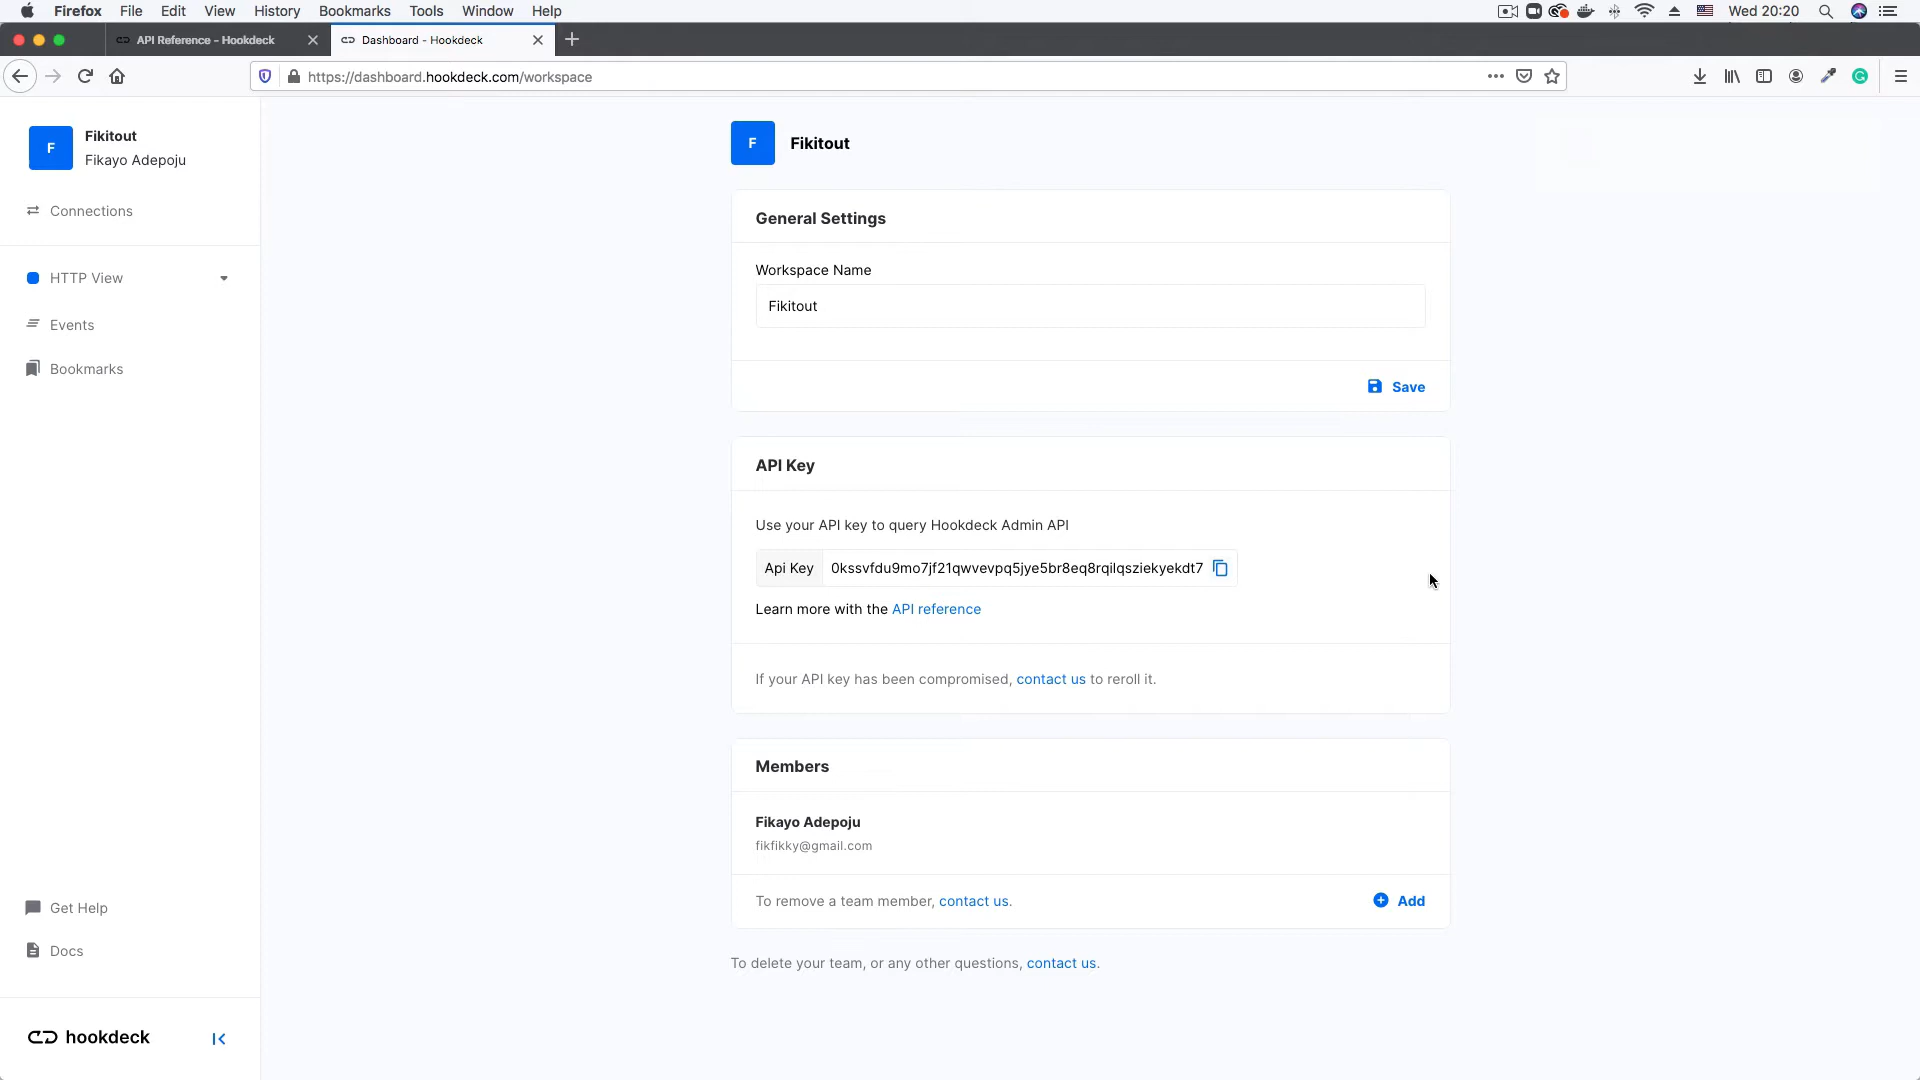 Firefox File Edit View History Bookmarks Tools Window Help Wed 20:20
API Reference - Hookdeck Dashboard - Hookdeck
https://dashboard.hookdeck.com/workspace
F
Fikitout
Fikayo Adepoju
Connections
HTTP View
Events
Bookmarks
Get Help
Docs
hookdeck
F Fikitout
General Settings
Workspace Name
Fikitout
Save
API Key
Use your API key to query Hookdeck Admin API
Api Key 0kssvfdu9mo7jf21qwvevpq5jye5br8eq8rqilqsziekyekdt7
Learn more with the API reference
If your API key has been compromised, contact us to reroll it.
Members
Fikayo Adepoju
fikfikky@gmail.com
To remove a team member, contact us.
Add
To delete your team, or any other questions, contact us.